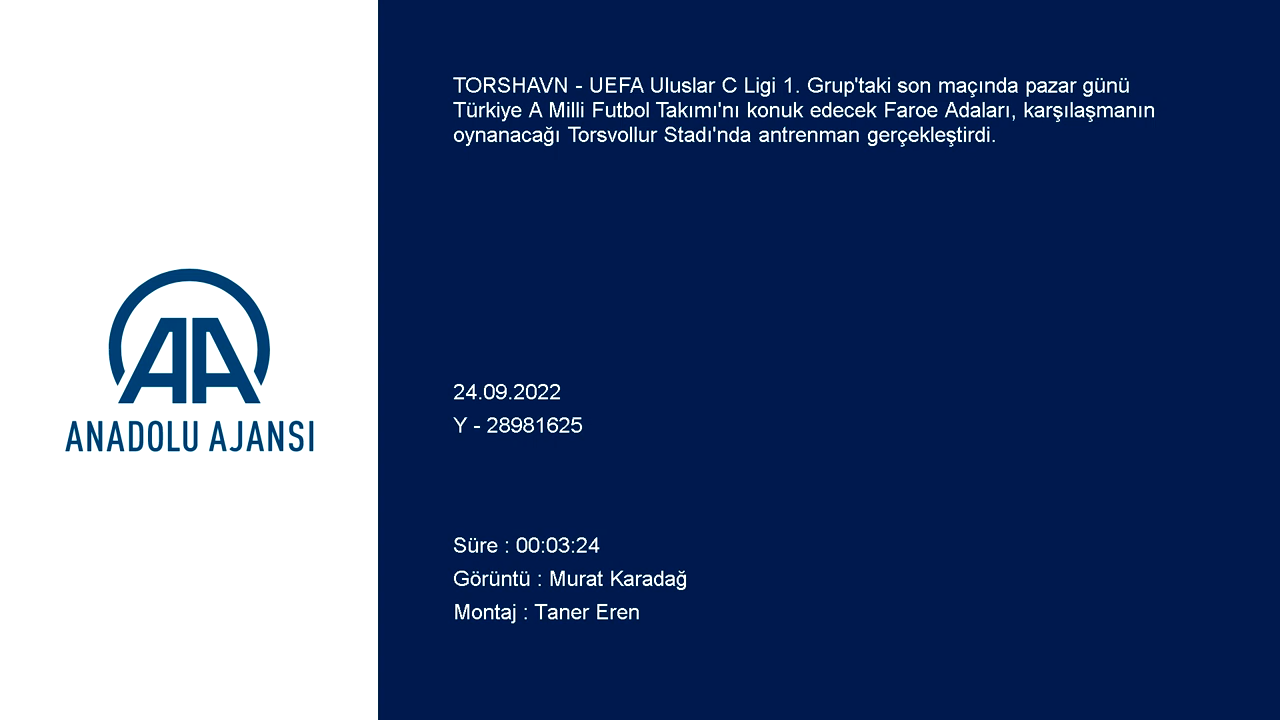 TORSHAVN - UEFA Uluslar C Ligi 1. Grup'taki son maçında pazar günü
Türkiye A Milli Futbol Takımı'nı konuk edecek Faroe Adaları, karşılaşmanın
oynanacağı Torsvollur Stadı'nda antrenman gerçekleştirdi.
AA
ANADOLU AJANSI
24.09.2022
Y - 28981625
Süre : 00:03:24
Görüntü : Murat Karadağ
Montaj : Taner Eren